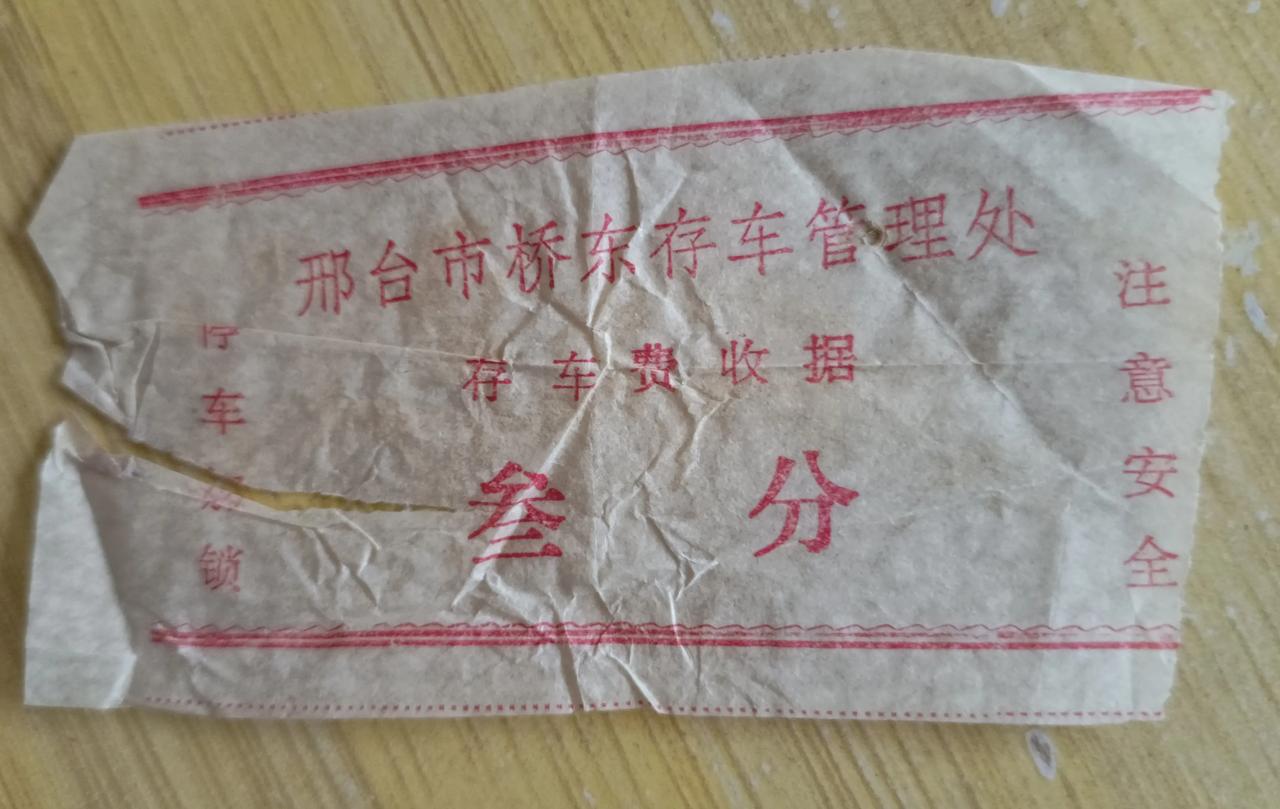 邢台市桥东存车管理处
存车费收据
叁分
停车
锁
注意安全